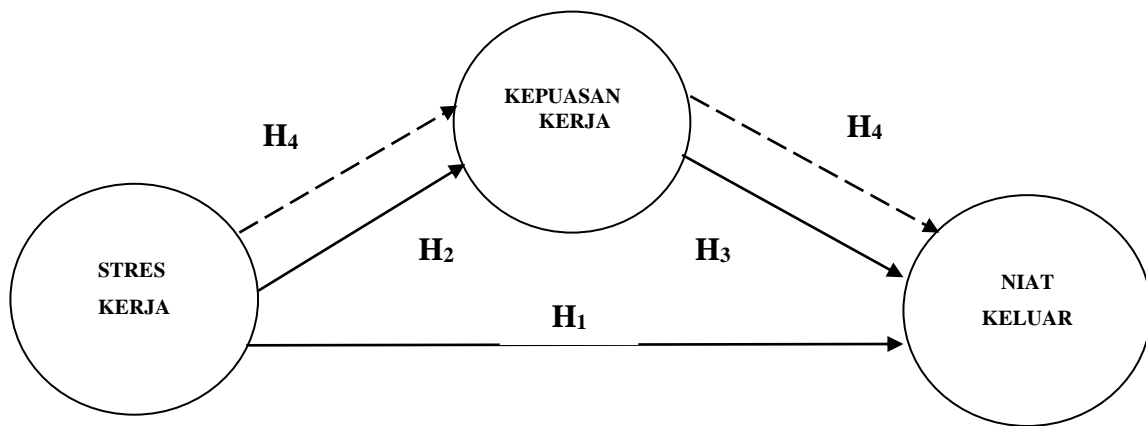 KEPUASAN
KERJA
H₄
H₄
H₂
H₃
STRES
KERJA
NIAT
KELUAR
H₁